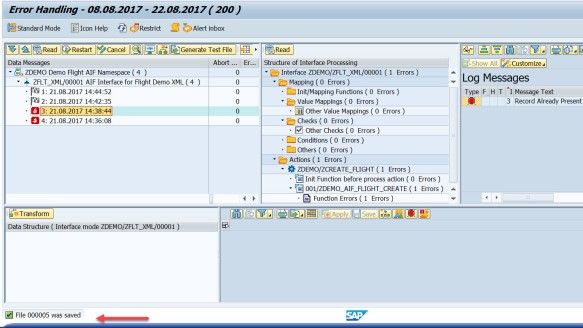 Error Handling - 08.08.2017 - 22.08.2017 ( 200 )
Standard Mode Icon Help Restrict Alert inbox
Read Restart Cancel Generate Test File
Data Messages Abort ... Er...
ZDEMO Demo Flight AIF Namespace ( 4 ) 0
ZFLT_XML/00001 AIF Interface for Flight Demo XML ( 4 ) 0
1: 21.08.2017 14:44:52 0
2: 21.08.2017 14:42:35 0
3: 21.08.2017 14:38:44 0
4: 21.08.2017 14:36:08 0
Read
Structure of Interface Processing
Interface ZDEMO/ZFLT_XML/00001 ( 1 Errors )
Mapping ( 0 Errors )
Init/Mapping Functions ( 0 Errors )
Value Mappings ( 0 Errors )
Other Value Mappings ( 0 Errors )
Checks ( 0 Errors )
Other Checks ( 0 Errors )
Conditions ( 0 Errors )
Others ( 0 Errors )
Actions ( 1 Errors )
ZDEMO/ZCREATE_FLIGHT ( 1 Errors )
Init Function before process action ( 0 Errors )
001/ZDEMO_AIF_FLIGHT_CREATE ( 1 Errors )
Function Errors ( 1 Errors )
Show All Customize
Log Messages
Type F H T I Message Text
3 Record Already Present
Transform
Data Structure ( Interface mode ZDEMO/ZFLT_XML/00001 )
Apply Save
File 000005 was saved
SAP